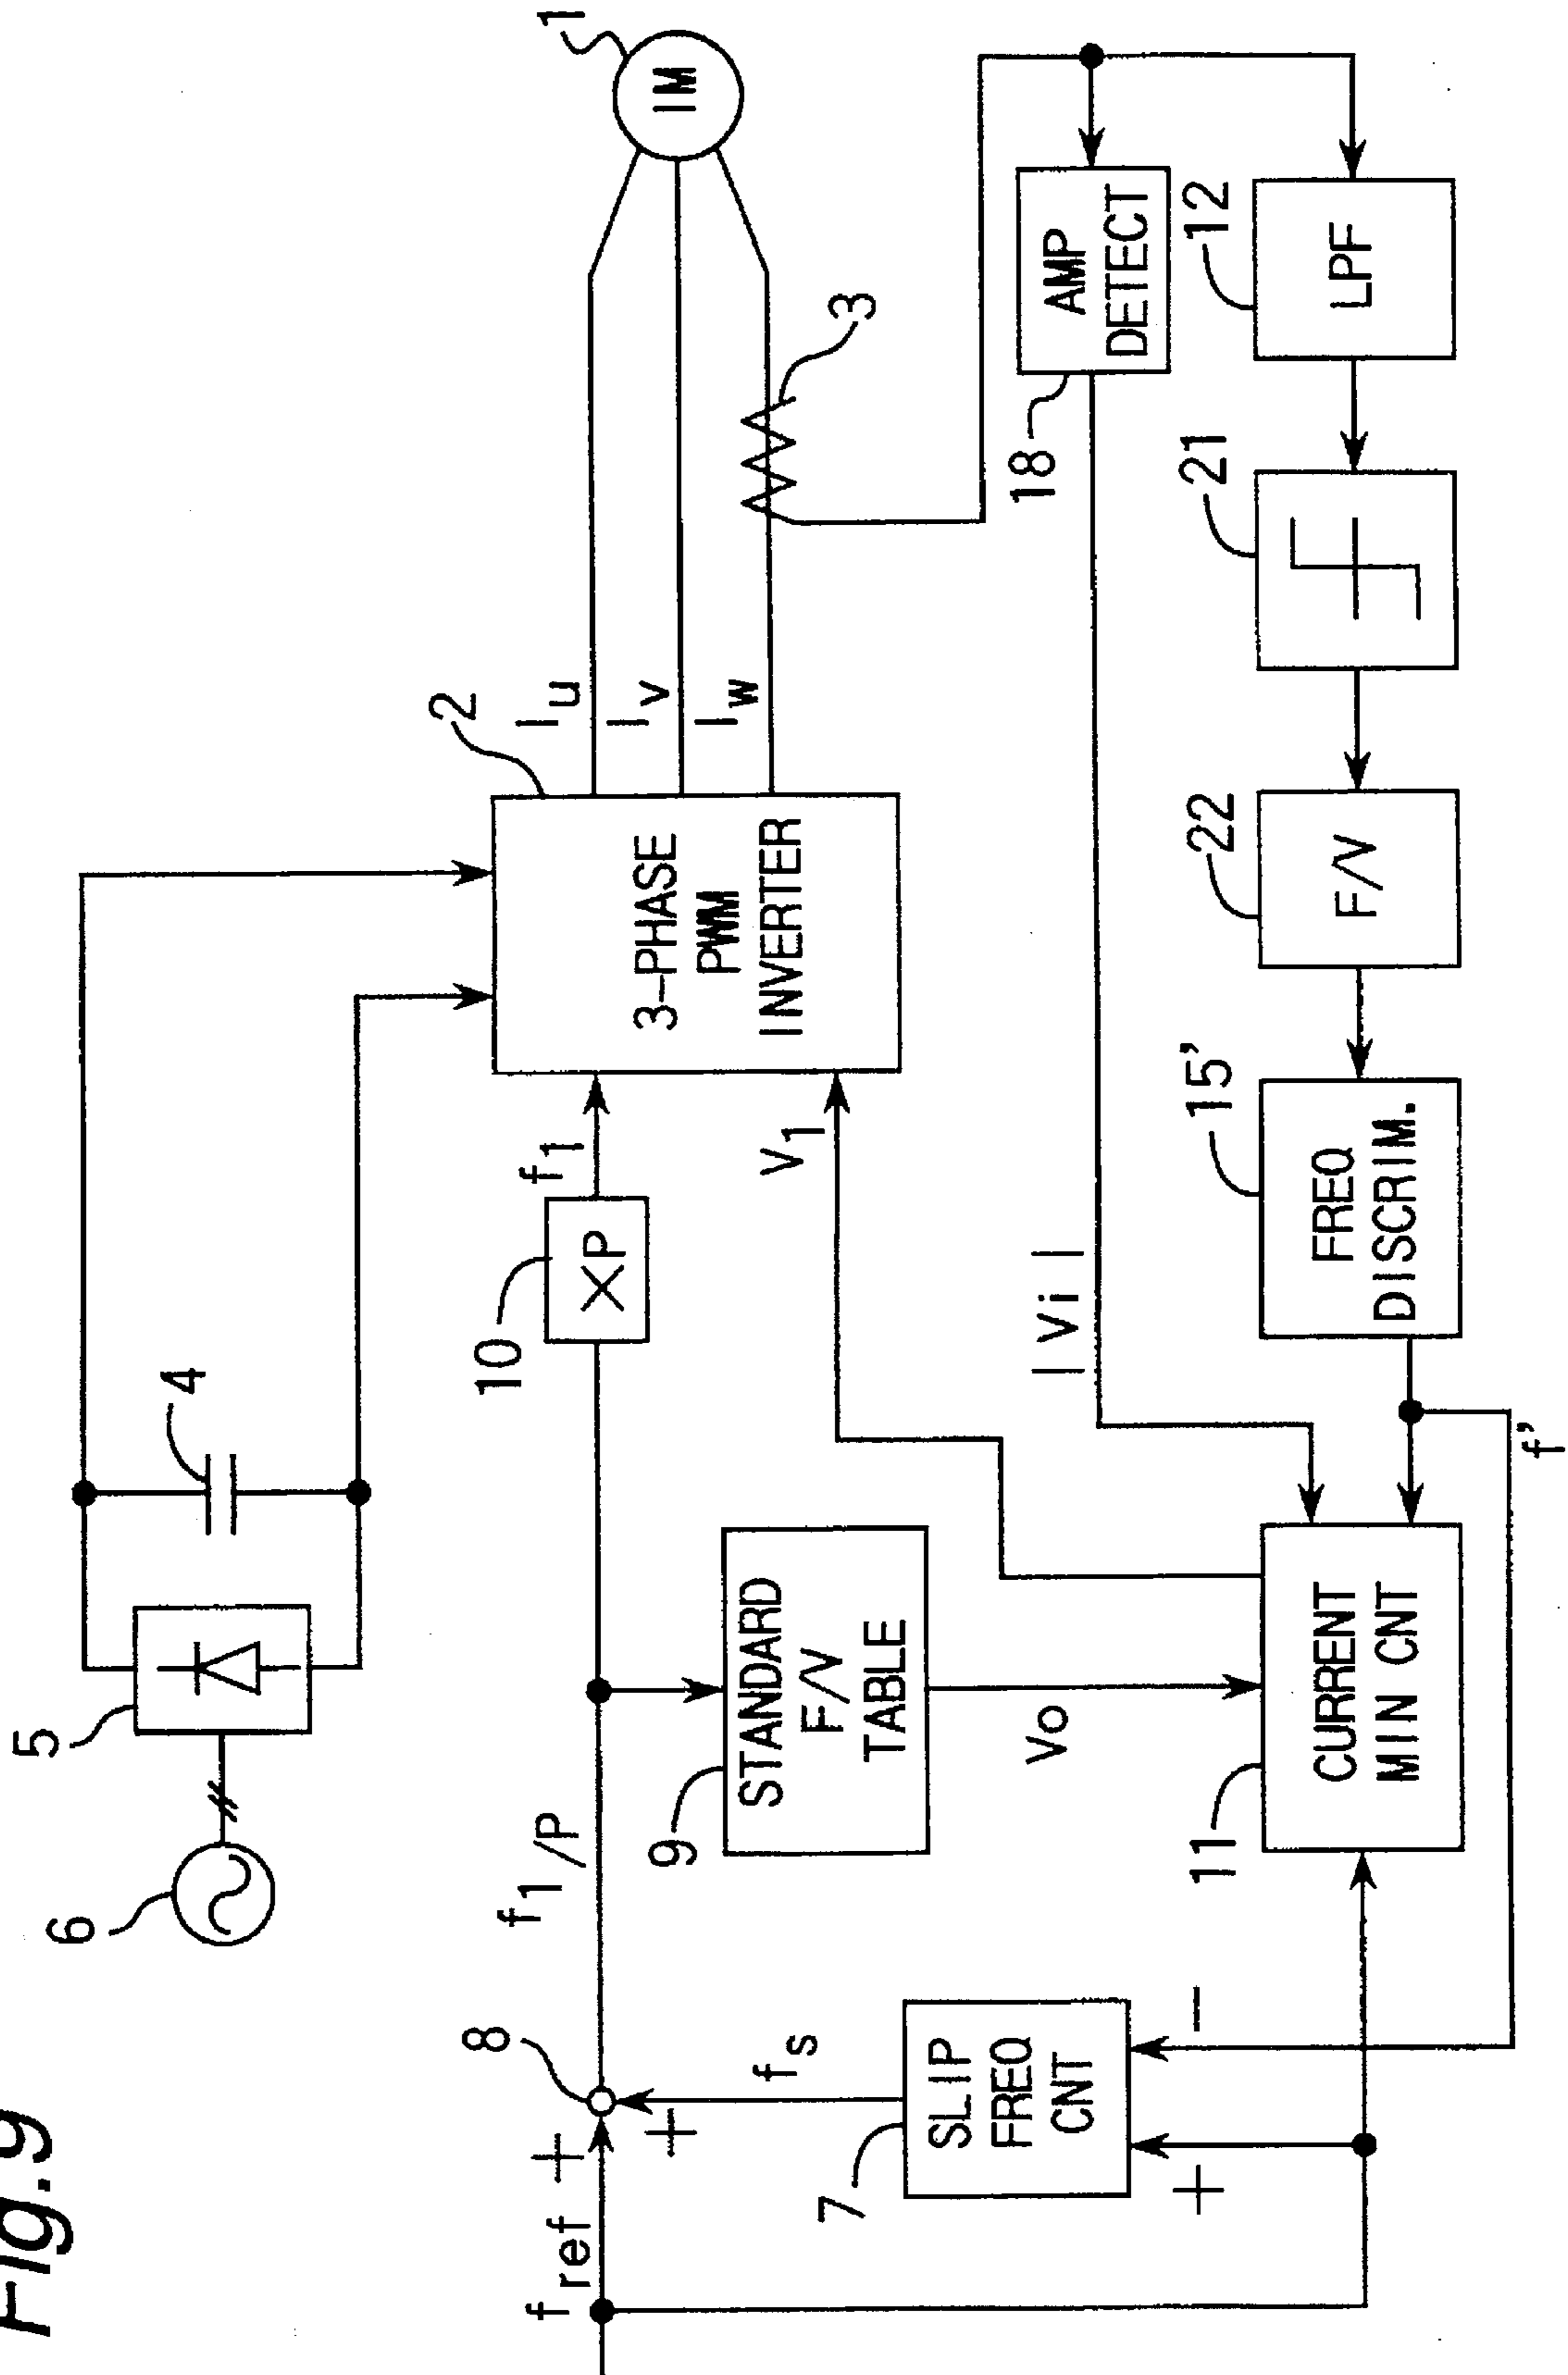 Fig.9
6
5
4
f ref
+
8
+
f1/P
10
XP
f1
2
3-PHASE
PWM
INVERTER
Iu
Iv
Iw
1
IM
3
7
SLIP
FREQ
CNT
fs
+
−
9
STANDARD
F/V
TABLE
Vo
V1
|Vi|
18
AMP
DETECT
11
CURRENT
MIN CNT
f'
15'
FREQ
DISCRIM.
22
F/V
21
12
LPF